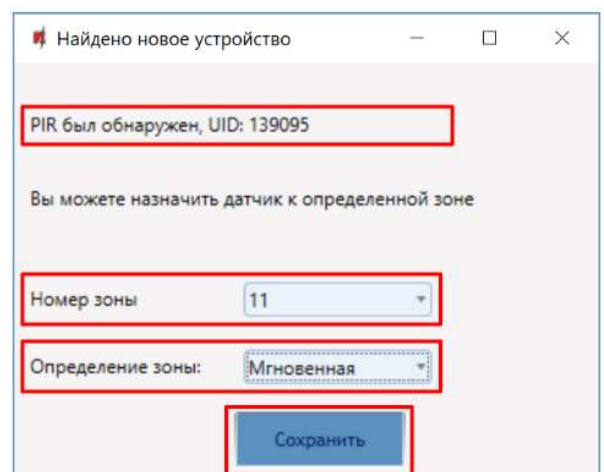 Найдено новое устройство
PIR был обнаружен, UID: 139095
Вы можете назначить датчик к определенной зоне
Номер зоны 11
Определение зоны: Мгновенная
Сохранить